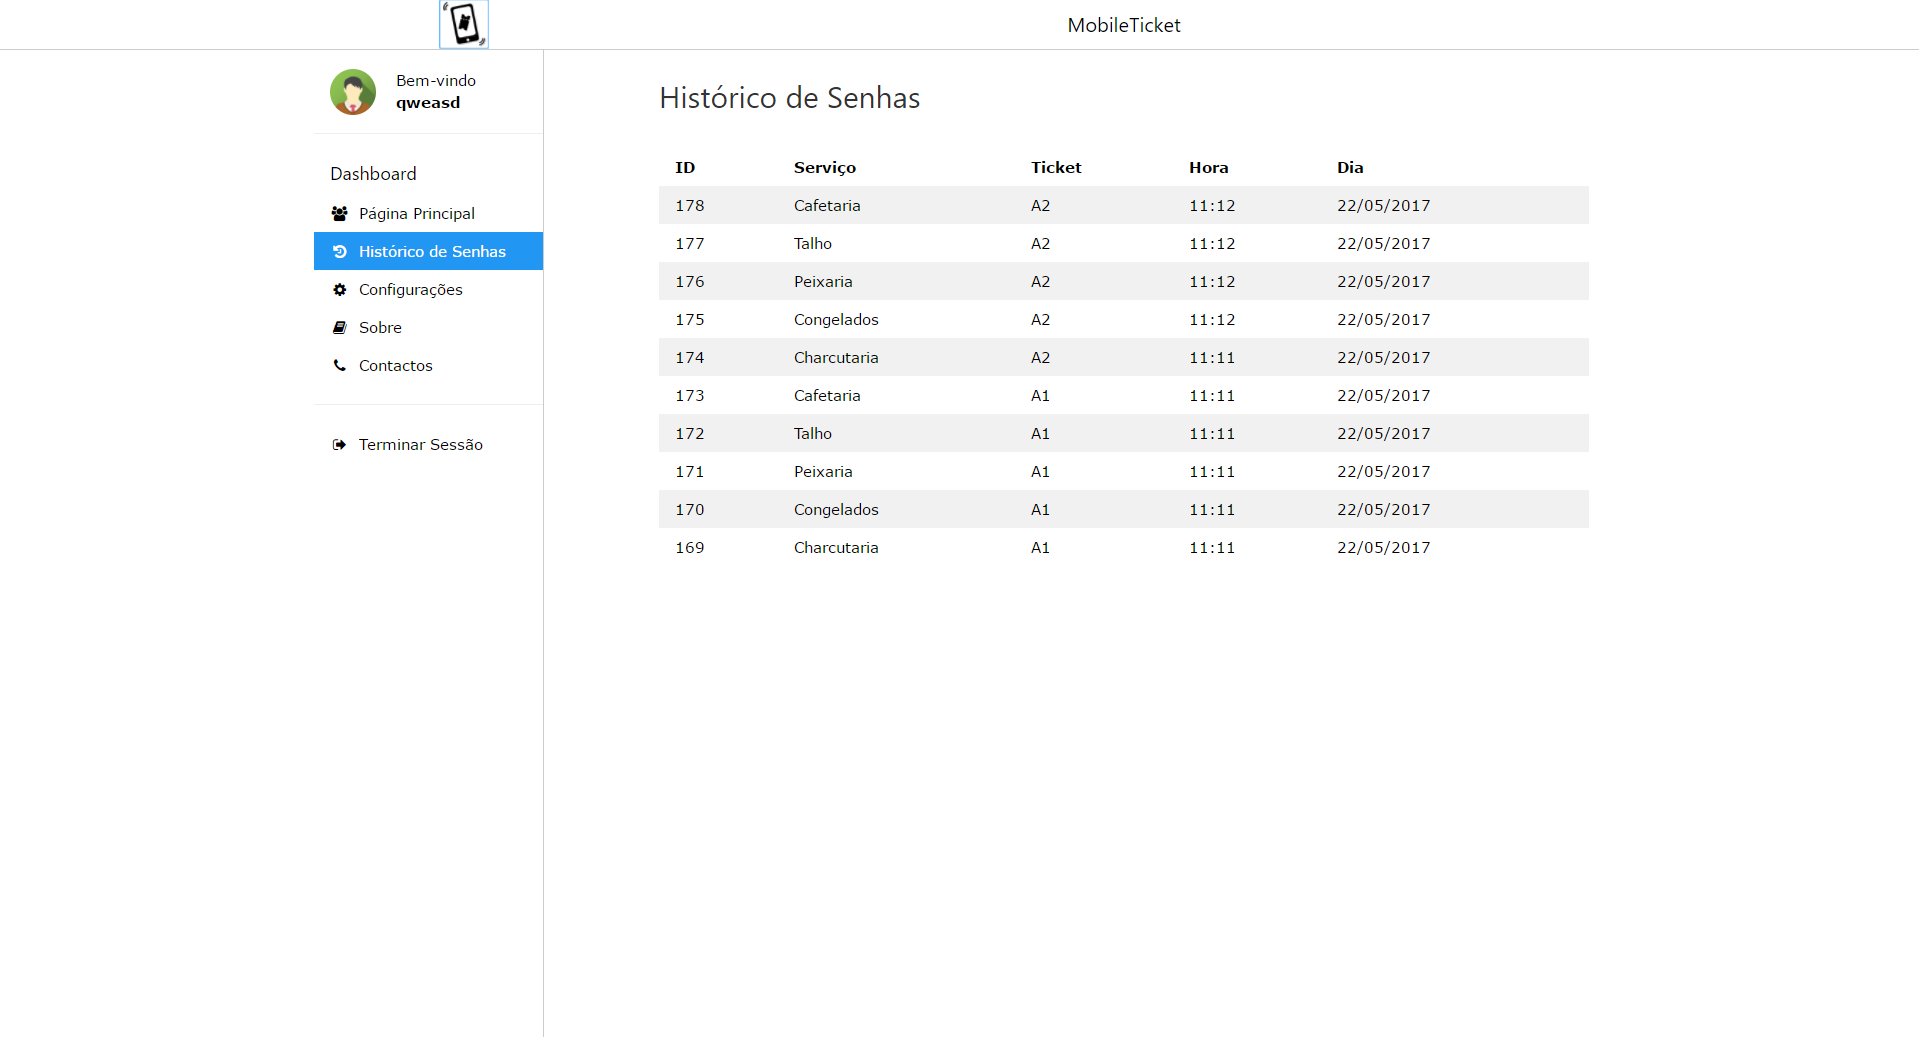 MobileTicket
Bem-vindo
qweasd
Dashboard
Página Principal
Histórico de Senhas
Configurações
Sobre
Contactos
Terminar Sessão
Histórico de Senhas
ID Serviço Ticket Hora Dia
178 Cafetaria A2 11:12 22/05/2017
177 Talho A2 11:12 22/05/2017
176 Peixaria A2 11:12 22/05/2017
175 Congelados A2 11:12 22/05/2017
174 Charcutaria A2 11:11 22/05/2017
173 Cafetaria A1 11:11 22/05/2017
172 Talho A1 11:11 22/05/2017
171 Peixaria A1 11:11 22/05/2017
170 Congelados A1 11:11 22/05/2017
169 Charcutaria A1 11:11 22/05/2017